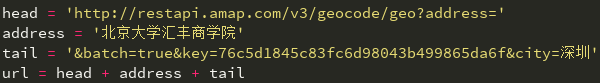 head = 'http://restapi.amap.com/v3/geocode/geo?address='
address = '北京大学汇丰商学院'
tail = '&batch=true&key=76c5d1845c83fc6d98043b499865da6f&city=深圳'
url = head + address + tail